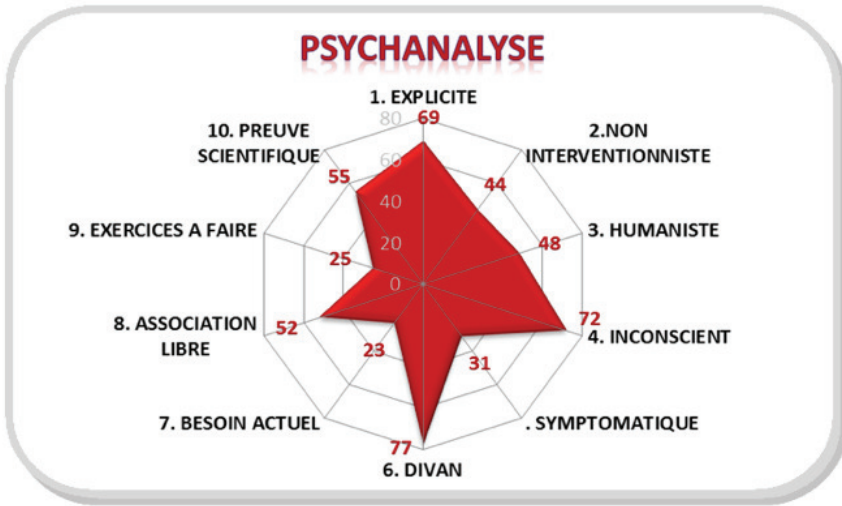 PSYCHANALYSE
1. EXPLICITE
80
69
10. PREUVE
SCIENTIFIQUE
2.NON
INTERVENTIONNISTE
60
55
44
40
9. EXERCICES A FAIRE
3. HUMANISTE
25
48
20
0
8. ASSOCIATION
LIBRE
52
72
4. INCONSCIENT
23
31
7. BESOIN ACTUEL
. SYMPTOMATIQUE
77
6. DIVAN